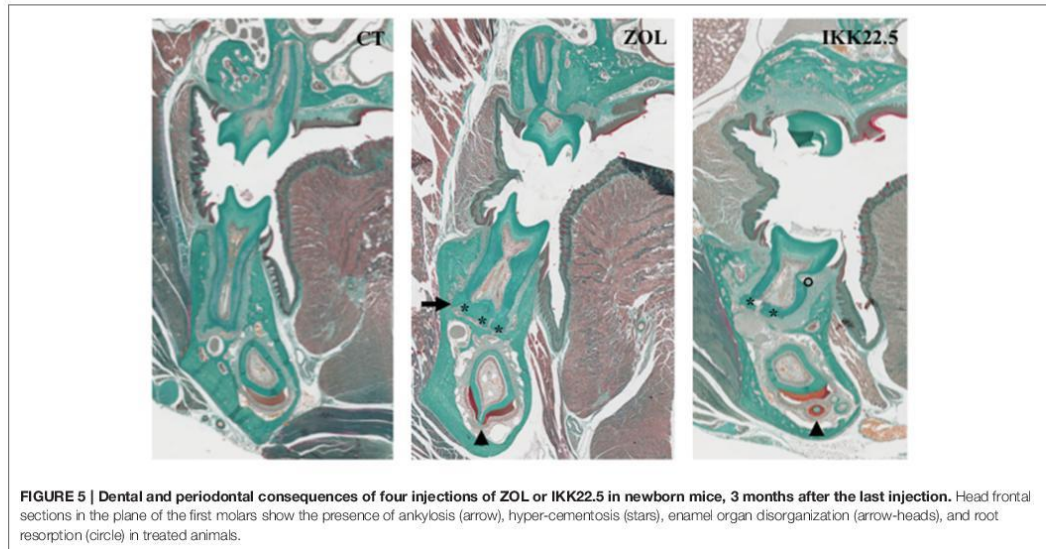 CT
ZOL
IKK22.5
* * *
* *
FIGURE 5 | Dental and periodontal consequences of four injections of ZOL or IKK22.5 in newborn mice, 3 months after the last injection. Head frontal
sections in the plane of the first molars show the presence of ankylosis (arrow), hyper-cementosis (stars), enamel organ disorganization (arrow-heads), and root
resorption (circle) in treated animals.